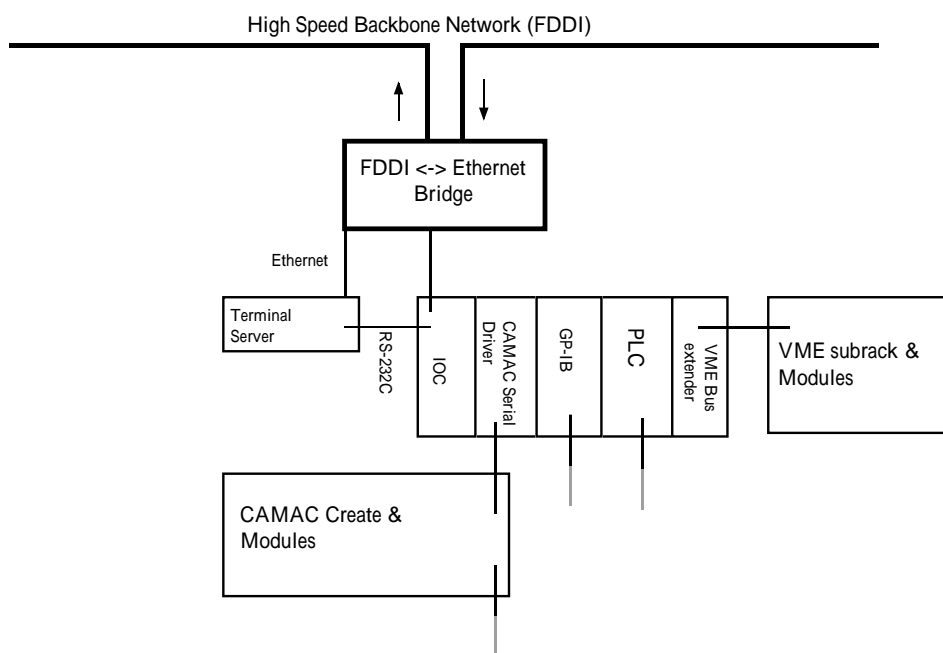 High Speed Backbone Network (FDDI)
FDDI <-> Ethernet
Bridge
Ethernet
Terminal
Server
RS-232C
IOC
CAMAC Serial
Driver
GP-IB
PLC
VME Bus
extender
VME subrack &
Modules
CAMAC Create &
Modules